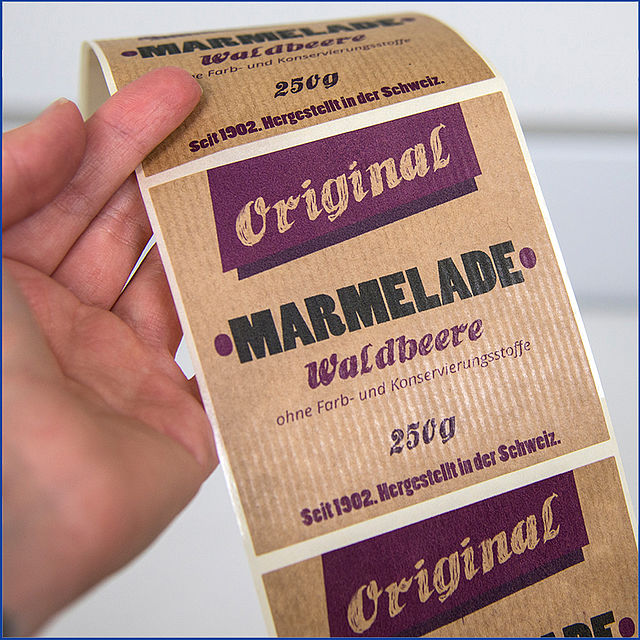 MARMELADE
Waldbeere
Farb- und Konservierungsstoffe
250g
Seit 1902. Hergestellt in der Schweiz.
Original
MARMELADE
Waldbeere
ohne Farb- und Konservierungsstoffe
250g
Seit 1902. Hergestellt in der Schweiz.
Original